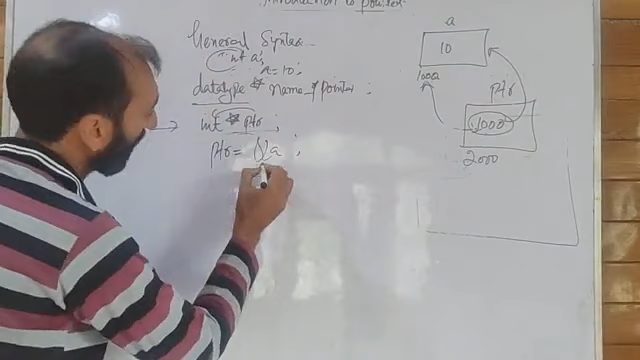 Introduction to pointer
General Syntax
int a;
a=10;
datatype * name_of pointer ;
int * ptr ;
ptr = &a ;
a
10
1000
ptr
1000
2000